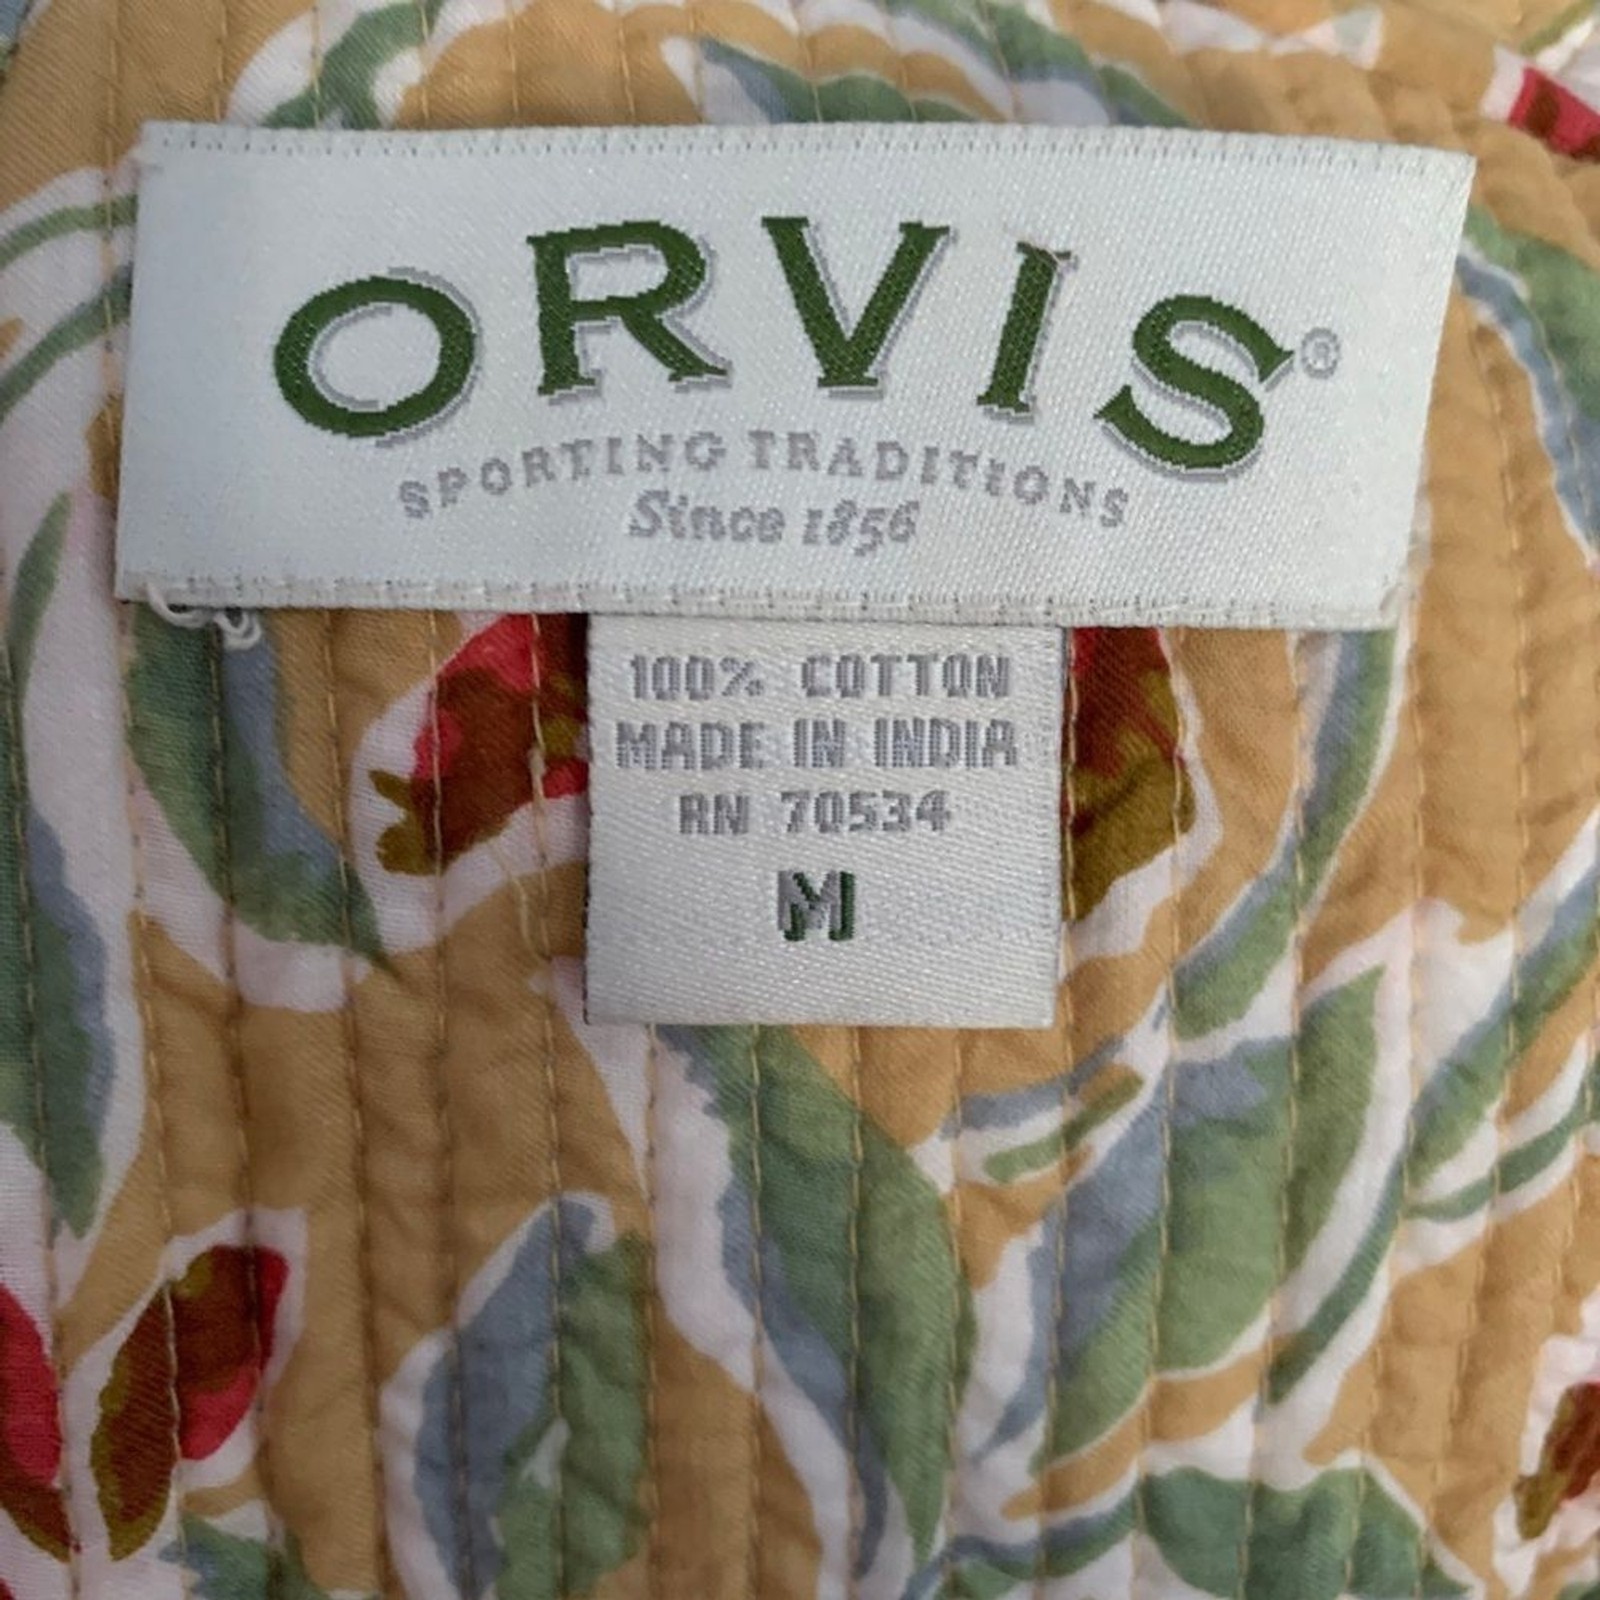 ORVIS®
SPORTING TRADITIONS
Since 1856
100% COTTON
MADE IN INDIA
RN 70534
M